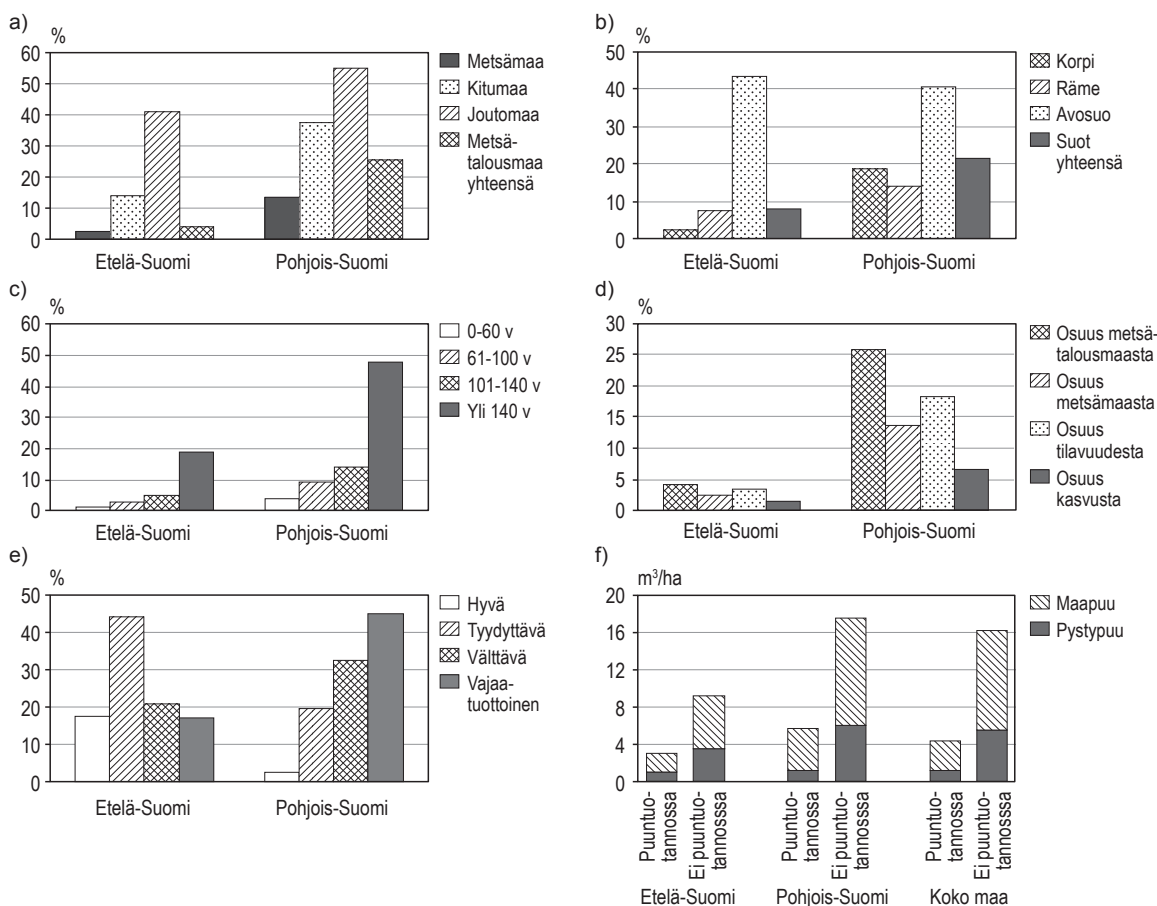 a)
%
60
50
40
30
20
10
0
Etelä-Suomi
Pohjois-Suomi
Metsämaa
Kitumaa
Joutomaa
Metsä-
talousmaa
yhteensä
b)
%
50
40
30
20
10
0
Etelä-Suomi
Pohjois-Suomi
Korpi
Räme
Avosuo
Suot
yhteensä
c)
%
60
50
40
30
20
10
0
Etelä-Suomi
Pohjois-Suomi
0-60 v
61-100 v
101-140 v
Yli 140 v
d)
%
30
25
20
15
10
5
0
Etelä-Suomi
Pohjois-Suomi
Osuus metsä-
talousmaasta
Osuus
metsämaasta
Osuus
tilavuudesta
Osuus
kasvusta
e)
%
50
40
30
20
10
0
Etelä-Suomi
Pohjois-Suomi
Hyvä
Tyydyttävä
Välttävä
Vajaa-
tuottoinen
f)
m³/ha
20
16
12
8
4
0
Puuntuo-
tannossa
Ei puuntuo-
tannosssa
Puuntuo-
tannossa
Ei puuntuo-
tannosssa
Puuntuo-
tannossa
Ei puuntuo-
tannosssa
Etelä-Suomi
Pohjois-Suomi
Koko maa
Maapuu
Pystypuu